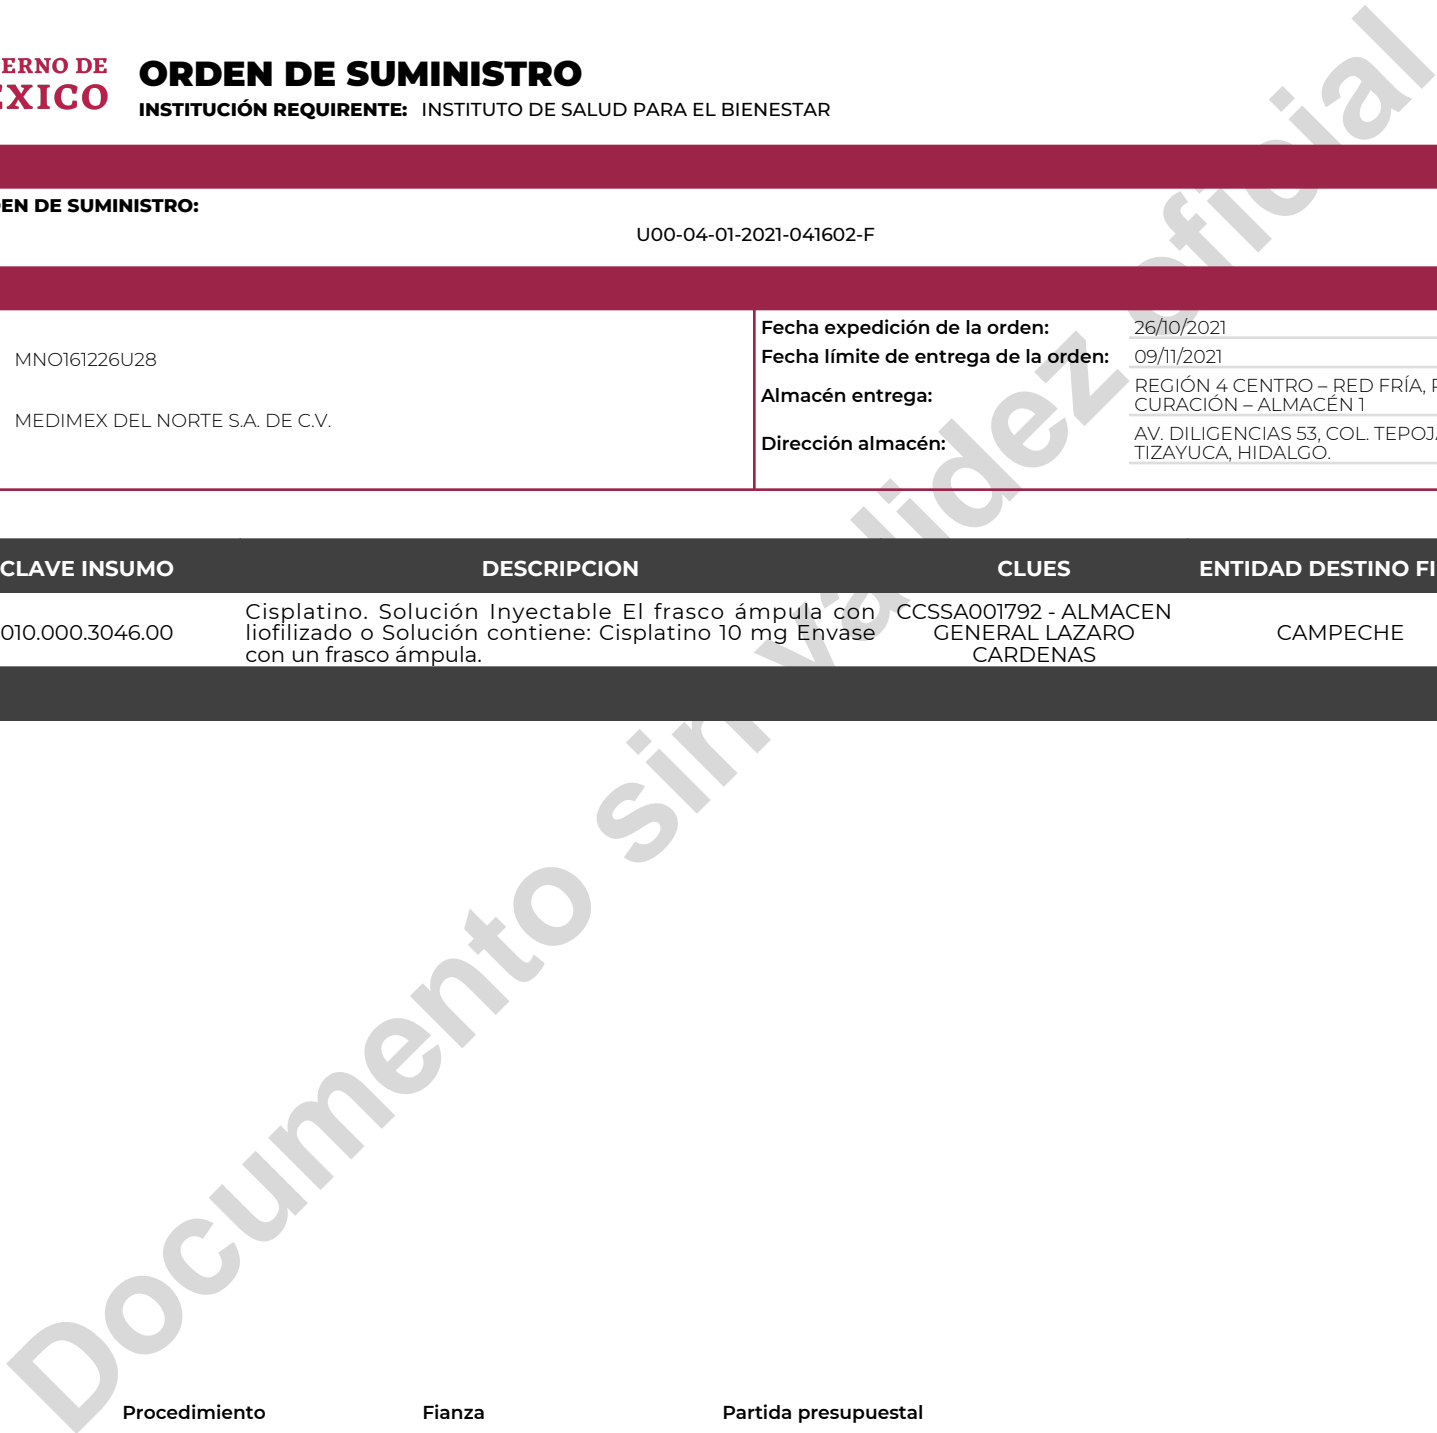 ERNO DE
ÉXICO
ORDEN DE SUMINISTRO
INSTITUCIÓN REQUIRENTE: INSTITUTO DE SALUD PARA EL BIENESTAR
EN DE SUMINISTRO:
U00-04-01-2021-041602-F
MNO161226U28
MEDIMEX DEL NORTE S.A. DE C.V.
Fecha expedición de la orden: 26/10/2021
Fecha límite de entrega de la orden: 09/11/2021
Almacén entrega: REGIÓN 4 CENTRO – RED FRÍA,
CURACIÓN – ALMACÉN 1
Dirección almacén: AV. DILIGENCIAS 53, COL. TEPOJA
TIZAYUCA, HIDALGO.
CLAVE INSUMO DESCRIPCION CLUES ENTIDAD DESTINO FI
010.000.3046.00
Cisplatino. Solución Inyectable El frasco ámpula con
liofilizado o Solución contiene: Cisplatino 10 mg Envase
con un frasco ámpula.
CCSSA001792 - ALMACEN
GENERAL LAZARO
CARDENAS
CAMPECHE
Documento sin validez oficial
Procedimiento Fianza Partida presupuestal